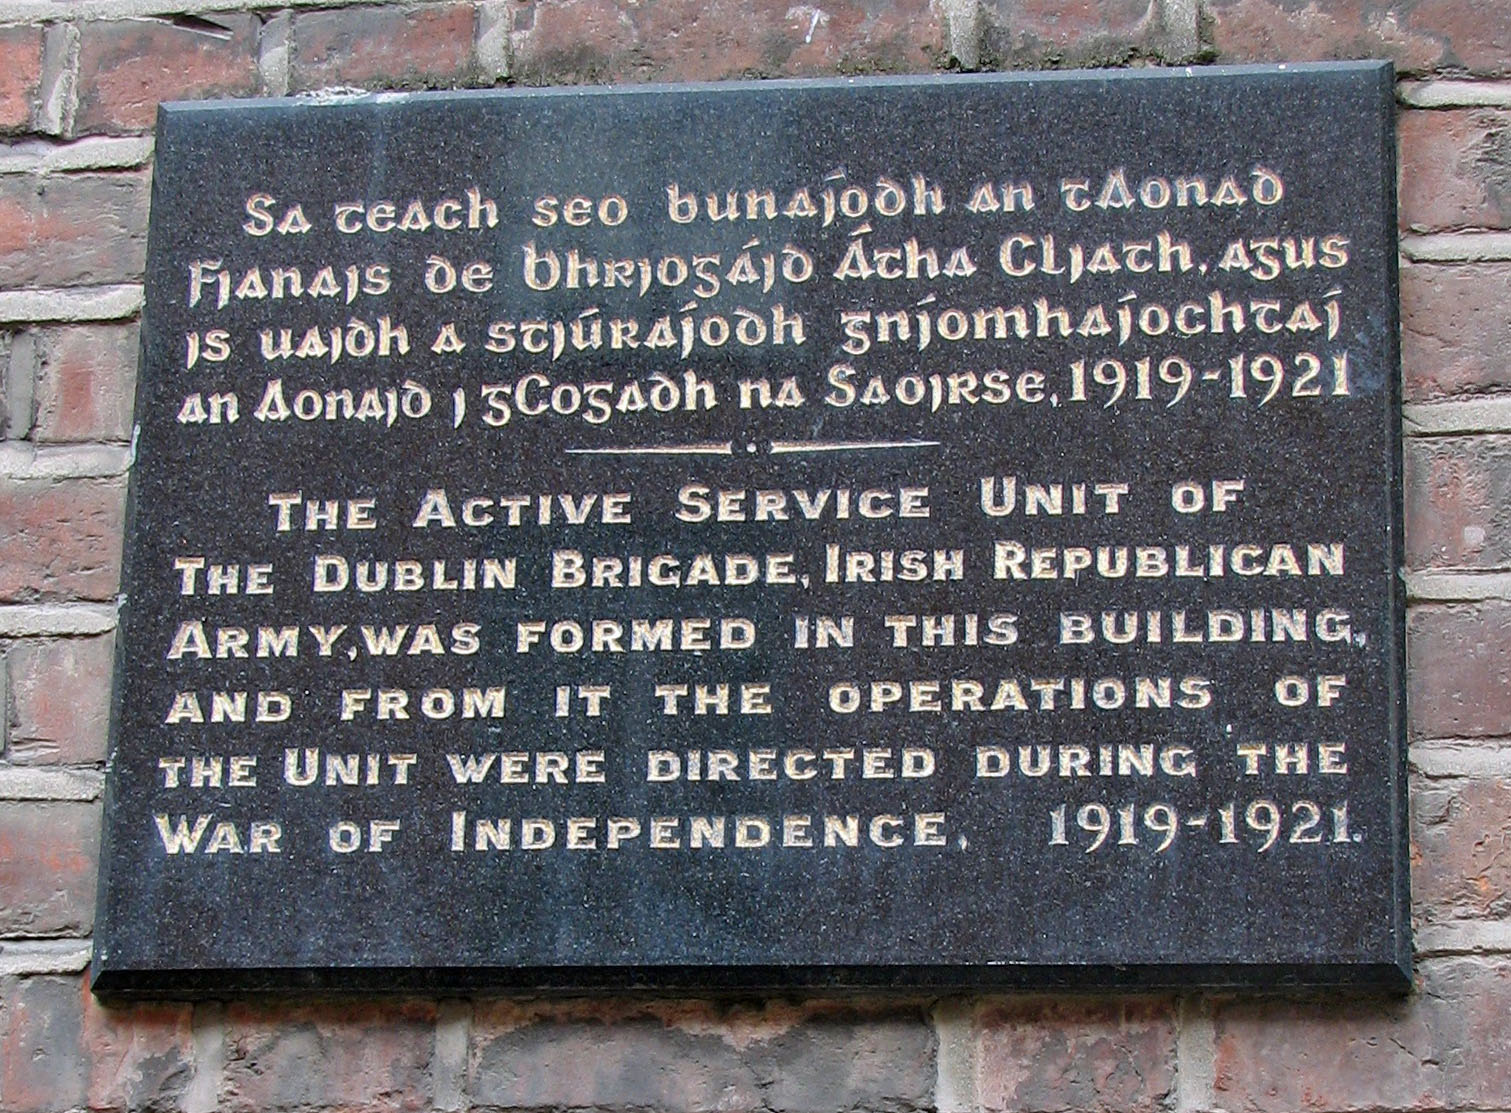 Sa teach seo bunaíodh an tAonad
Fianais de bhriogáid Átha Cliath, agus
is uaidh a stiúraíodh gníomhaíochtaí
an Aonaid i gCogadh na Saoirse, 1919-1921
The Active Service Unit of
the Dublin Brigade, Irish Republican
Army, was formed in this building,
and from it the operations of
the Unit were directed during the
War of Independence, 1919-1921.